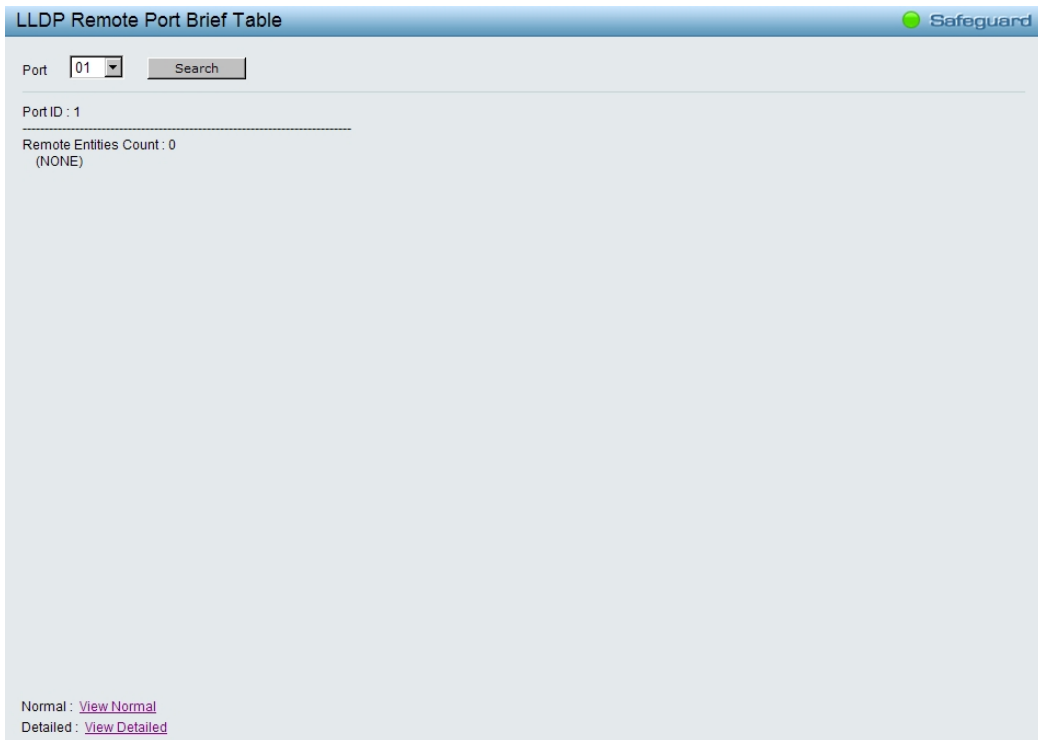 LLDP Remote Port Brief Table Safeguard
Port 01 Search
Port ID : 1
--------------------------------------------------------------------------
Remote Entities Count : 0
(NONE)
Normal : View Normal
Detailed : View Detailed